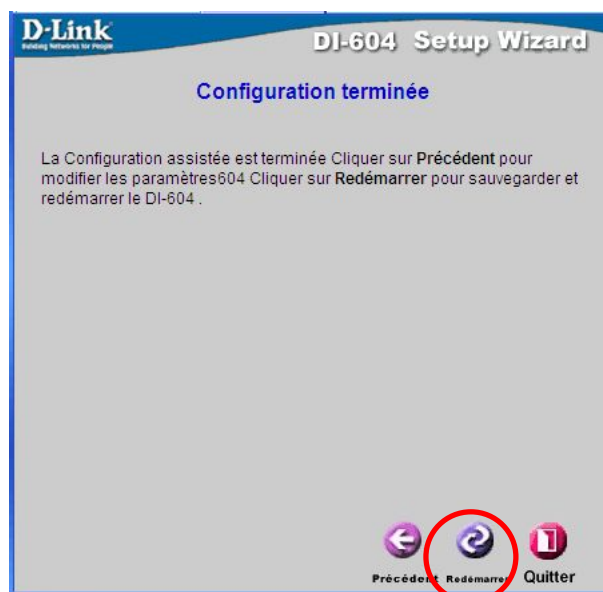 D-Link
Building Networks for People
DI-604 Setup Wizard
Configuration terminée
La Configuration assistée est terminée Cliquer sur Précédent pour
modifier les paramètres604 Cliquer sur Redémarrer pour sauvegarder et
redémarrer le DI-604 .
Précédent Redémarrer Quitter